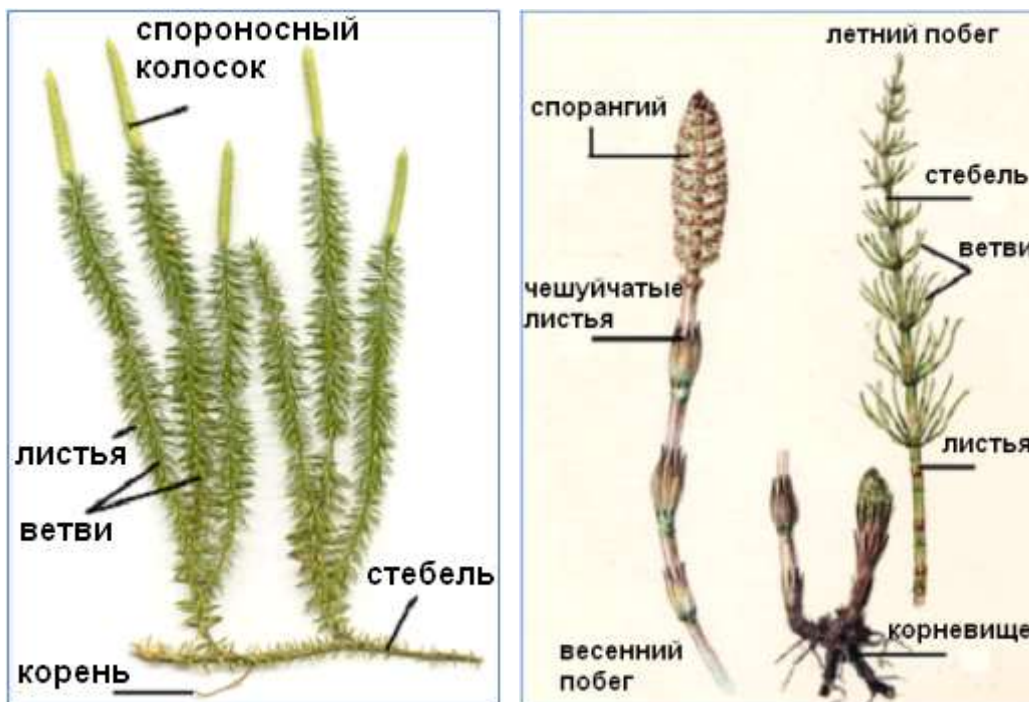 спороносный
колосок
листья
ветви
стебель
корень
летний побег
спорангий
стебель
ветви
чешуйчатые
листья
листья
корневище
весенний
побег